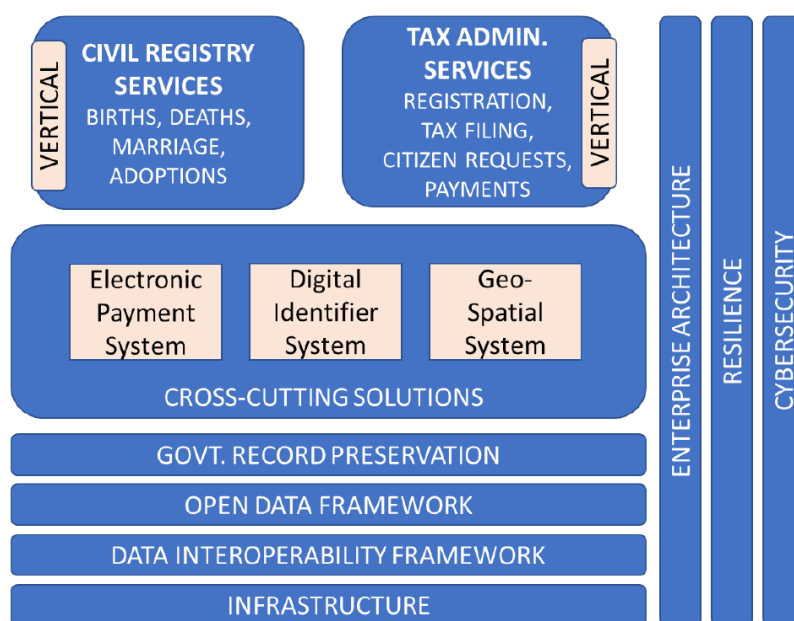 VERTICAL
CIVIL REGISTRY
SERVICES
BIRTHS, DEATHS,
MARRIAGE,
ADOPTIONS
TAX ADMIN.
SERVICES
REGISTRATION,
TAX FILING,
CITIZEN REQUESTS,
PAYMENTS
VERTICAL
Electronic
Payment
System
Digital
Identifier
System
Geo-
Spatial
System
CROSS-CUTTING SOLUTIONS
GOVT. RECORD PRESERVATION
OPEN DATA FRAMEWORK
DATA INTEROPERABILITY FRAMEWORK
INFRASTRUCTURE
ENTERPRISE ARCHITECTURE
RESILIENCE
CYBERSECURITY